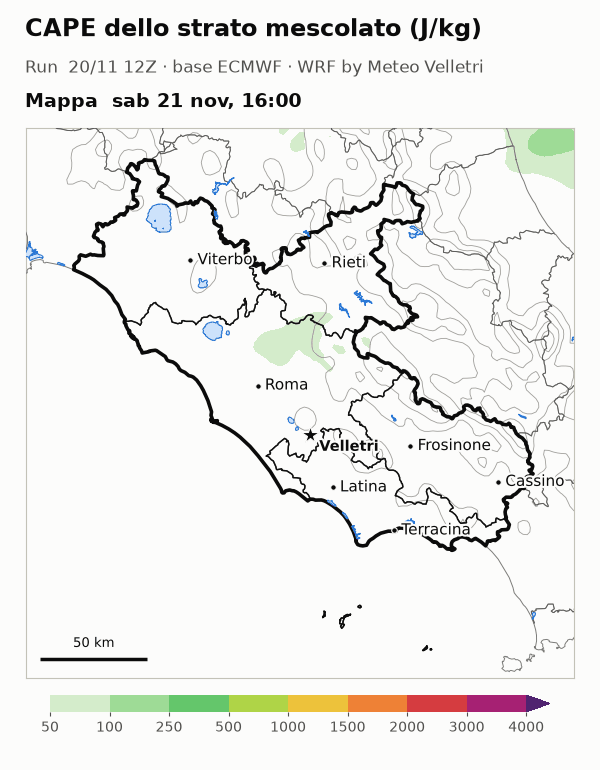 CAPE dello strato mescolato (J/kg)
Run  20/11 12Z · base ECMWF · WRF by Meteo Velletri
Mappa  sab 21 nov, 16:00
Viterbo
Rieti
Roma
Velletri
Frosinone
Latina
Cassino
Terracina
50 km
50 100 250 500 1000 1500 2000 3000 4000